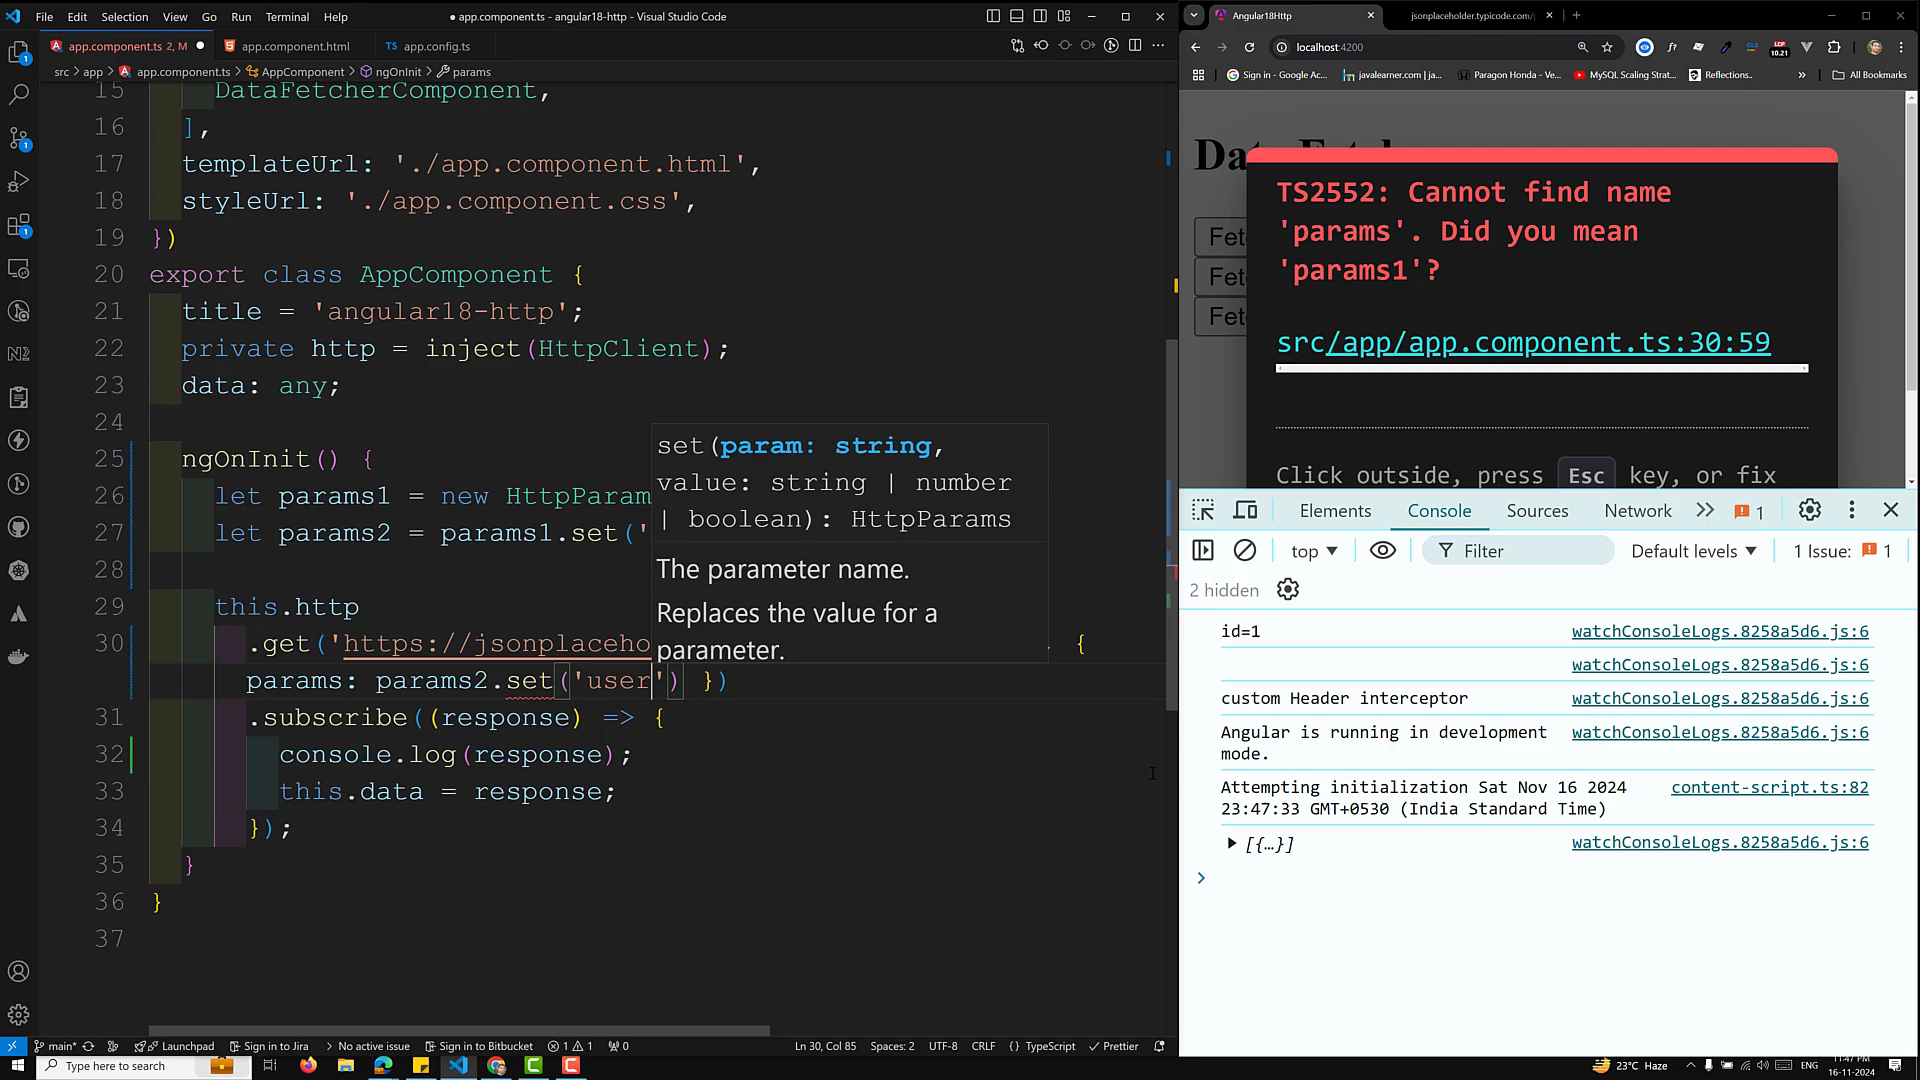 File Edit Selection View Go Run Terminal Help
● app.component.ts - angular18-http - Visual Studio Code
app.component.ts 2, M ●
app.component.html
TS app.config.ts
src > app > app.component.ts > AppComponent > ngOnInit > params
15 DataFetcherComponent,
16 ],
17 templateUrl: './app.component.html',
18 styleUrl: './app.component.css',
19 })
20 export class AppComponent {
21 title = 'angular18-http';
22 private http = inject(HttpClient);
23 data: any;
24
25 ngOnInit() {
26 let params1 = new HttpParam
27 let params2 = params1.set('
28
29 this.http
30 .get('https://jsonplaceho {
params: params2.set('user') })
31 .subscribe((response) => {
32 console.log(response);
33 this.data = response;
34 });
35 }
36 }
37
set(param: string,
value: string | number
| boolean): HttpParams
The parameter name.
Replaces the value for a
parameter.
main* Launchpad Sign in to Jira > No active issue Sign in to Bitbucket 1 1 0
Ln 30, Col 85 Spaces: 2 UTF-8 CRLF {} TypeScript Prettier
Type here to search
23°C Haze
ENG
11:47 PM
16-11-2024
Angular18Http
jsonplaceholder.typicode.com/
localhost:4200
Sign in - Google Ac...
javalearner.com | ja...
Paragon Honda - Ve...
MySQL Scaling Strat...
Reflections..
» All Bookmarks
TS2552: Cannot find name
'params'. Did you mean
'params1'?
src/app/app.component.ts:30:59
Click outside, press Esc key, or fix
Elements Console Sources Network » 1
top Filter Default levels 1 Issue: 1
2 hidden
id=1 watchConsoleLogs.8258a5d6.js:6
watchConsoleLogs.8258a5d6.js:6
custom Header interceptor watchConsoleLogs.8258a5d6.js:6
Angular is running in development watchConsoleLogs.8258a5d6.js:6
mode.
Attempting initialization Sat Nov 16 2024 content-script.ts:82
23:47:33 GMT+0530 (India Standard Time)
[{…}] watchConsoleLogs.8258a5d6.js:6